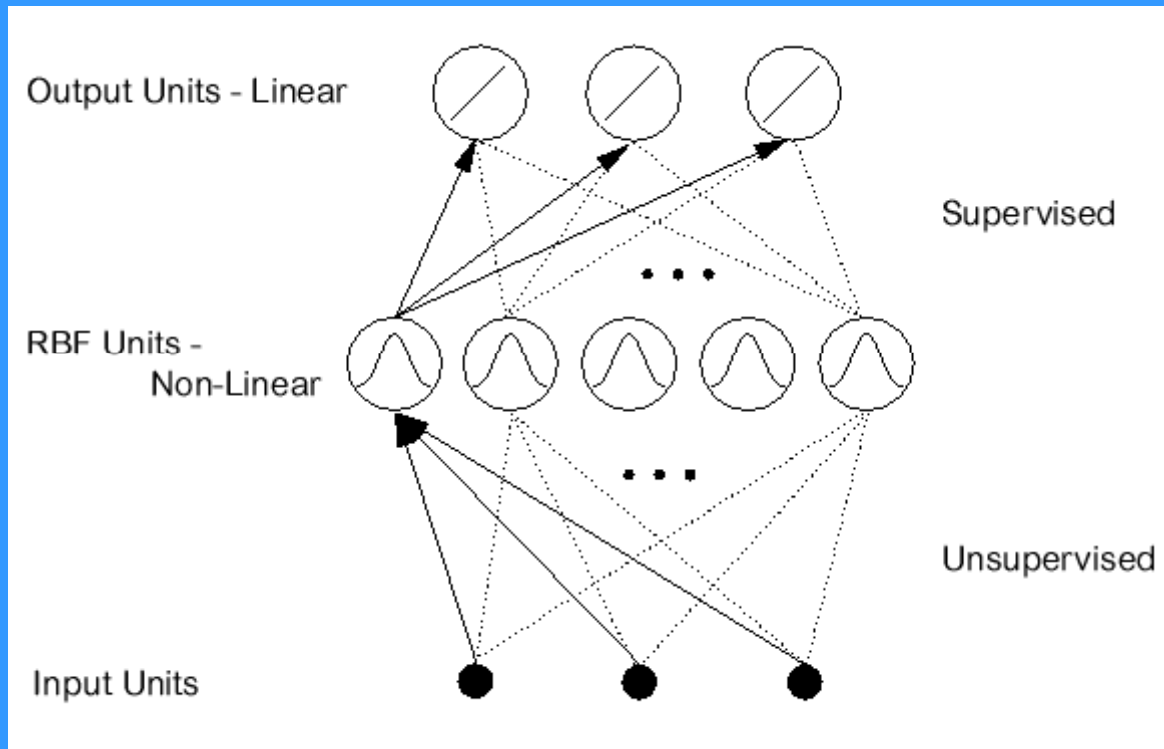 Output Units - Linear
Supervised
RBF Units -
Non-Linear
Unsupervised
Input Units